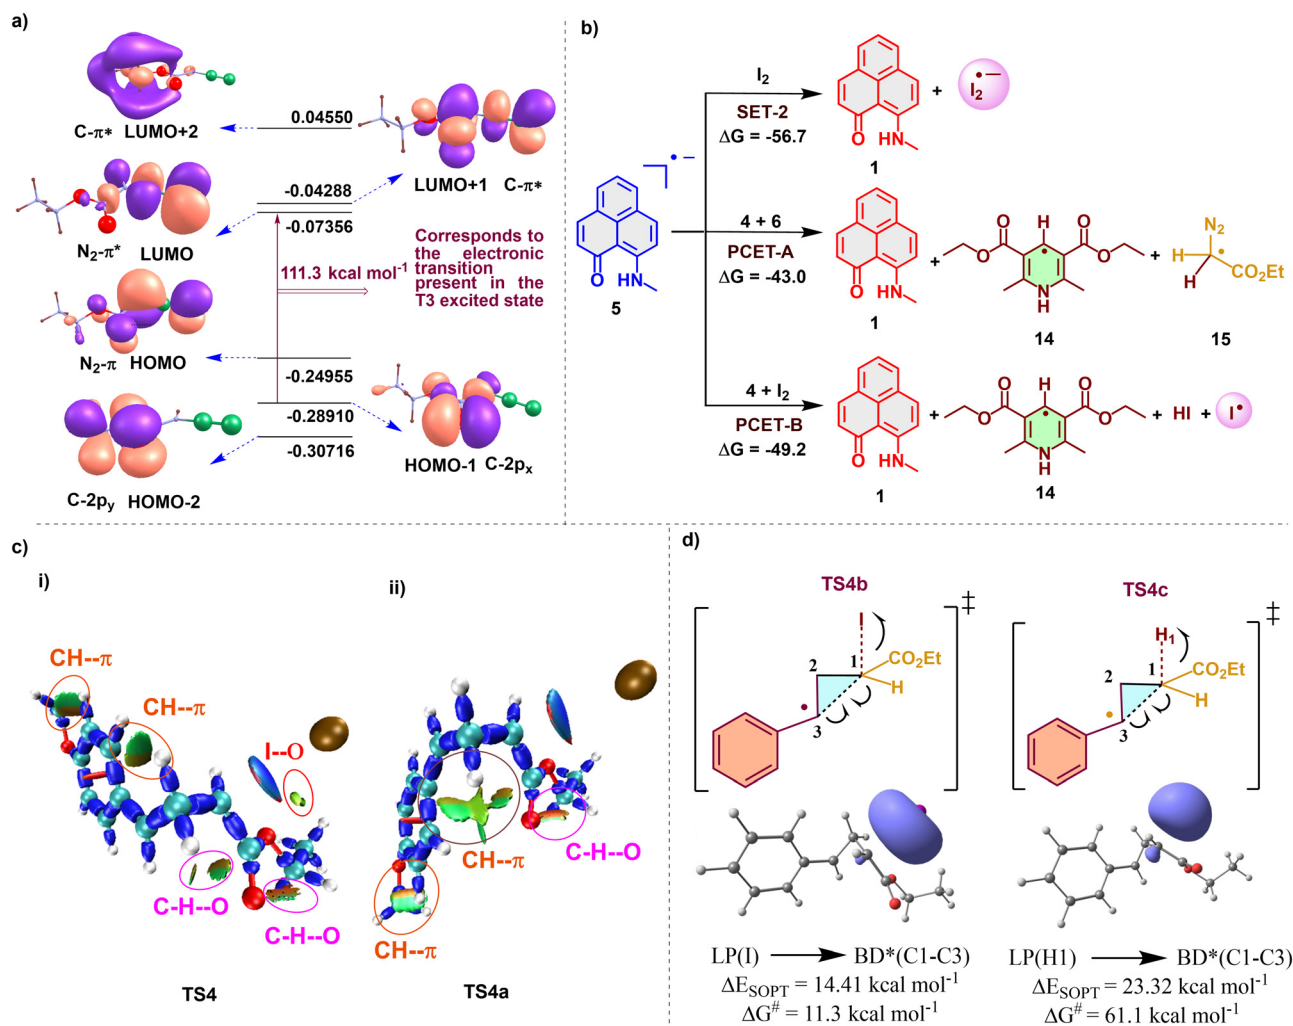 a)
0.04550
C-π* LUMO+2
-0.04288
LUMO+1 C-π*
-0.07356
N2-π* LUMO
111.3 kcal mol-1
Corresponds to
the electronic
transition
present in the
T3 excited state
N2-π HOMO
-0.24955
-0.28910
-0.30716
HOMO-1 C-2px
C-2py HOMO-2
b)
I2
SET-2
ΔG = -56.7
O
HN
1
+
I2•−
•−
O
HN
5
4 + 6
PCET-A
ΔG = -43.0
O
HN
1
+
O
H
O
O
O
N
H
14
+
N2
H
H
CO2Et
15
4 + I2
PCET-B
ΔG = -49.2
O
HN
1
+
O
H
O
O
O
N
H
14
+ HI + I•
c)
i)
CH--π
CH--π
I--O
C-H--O
C-H--O
TS4
ii)
CH--π
C-H--O
CH--π
TS4a
d)
TS4b
‡
I
2
1
CO2Et
H
3
LP(I) → BD*(C1-C3)
ΔESOPT = 14.41 kcal mol-1
ΔG# = 11.3 kcal mol-1
TS4c
‡
H1
2
1
CO2Et
H
3
LP(H1) → BD*(C1-C3)
ΔESOPT = 23.32 kcal mol-1
ΔG# = 61.1 kcal mol-1